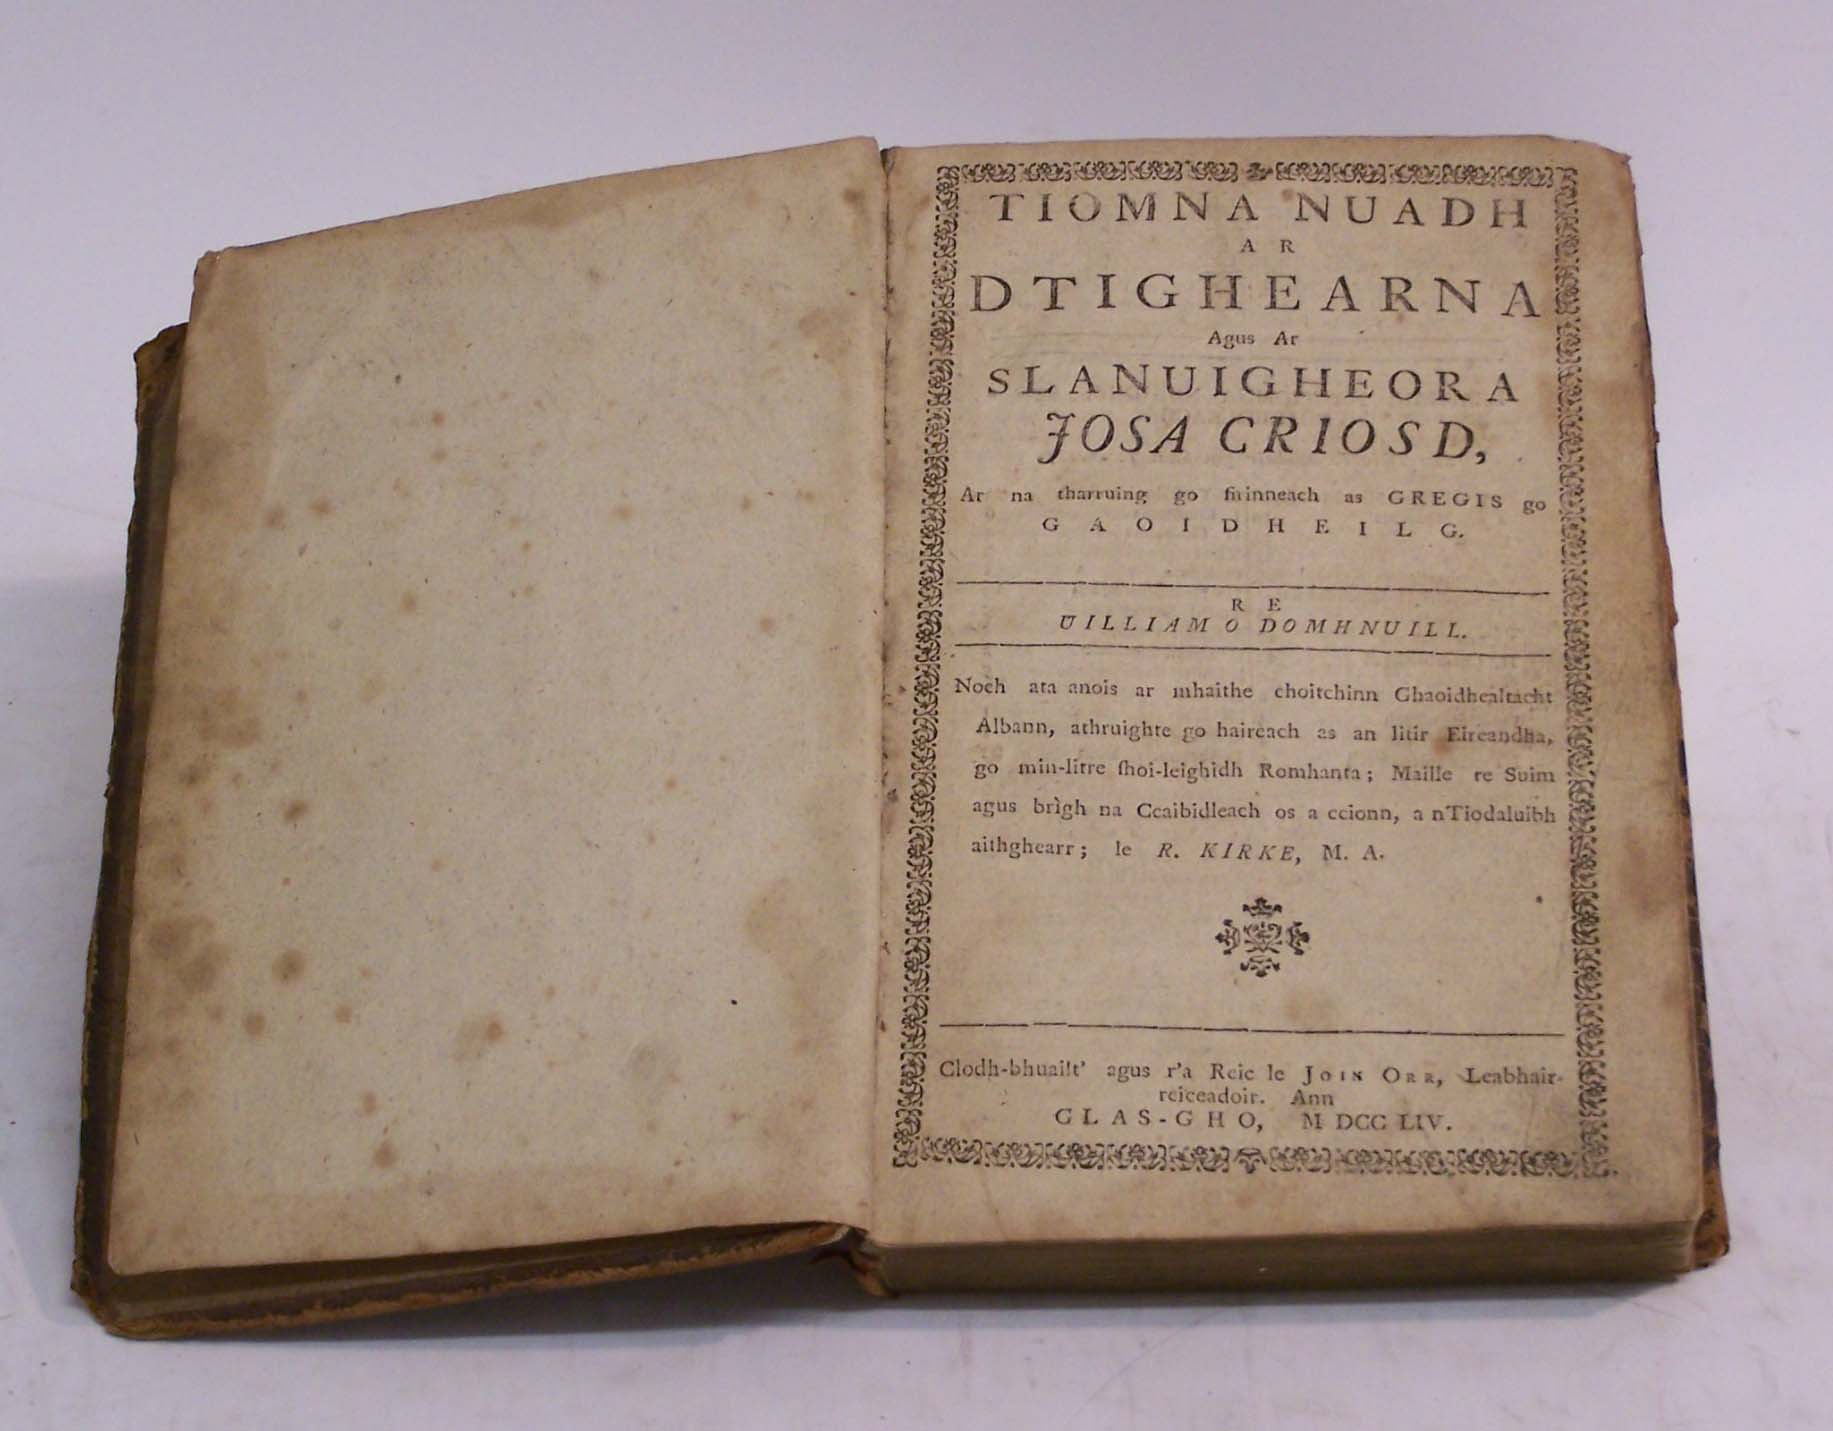 TIOMNA NUADH
AR
DTIGHEARNA
Agus Ar
SLANUIGHEORA
JOSA CRIOSD,
Ar na tharruing go firinneach as GREGIS go
GAOIDHEILG.
RE
UILLIAM O DOMHNUILL.
Noch ata anois ar mhaithe choitchinn Ghaoidhealtacht
Albann, athruighte go haireach as an litir Eireandha,
go min-litre shoi-leighidh Romhanta; Maille re Suim
agus brìgh na Ccaibidleach os a ccionn, a nTiodaluibh
aithghearr; le R. KIRKE, M. A.
Clodh-bhuailt' agus r'a Reic le JOIN ORR, Leabhair-
reiceadoir. Ann
GLAS-GHO, M DCC LIV.